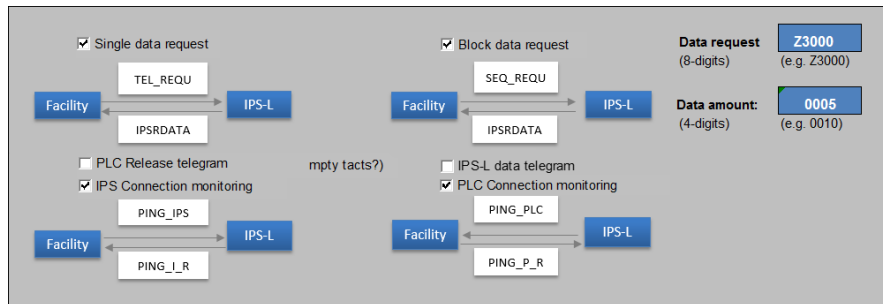 Single data request
Block data request
Data request
Z3000
(8-digits)
(e.g. Z3000)
TEL_REQU
SEQ_REQU
Facility
IPS-L
Facility
IPS-L
Data amount:
0005
(4-digits)
(e.g. 0010)
IPSRDATA
IPSRDATA
PLC Release telegram
mpty tacts?)
IPS-L data telegram
IPS Connection monitoring
PLC Connection monitoring
PING_IPS
PING_PLC
Facility
IPS-L
Facility
IPS-L
PING_I_R
PING_P_R